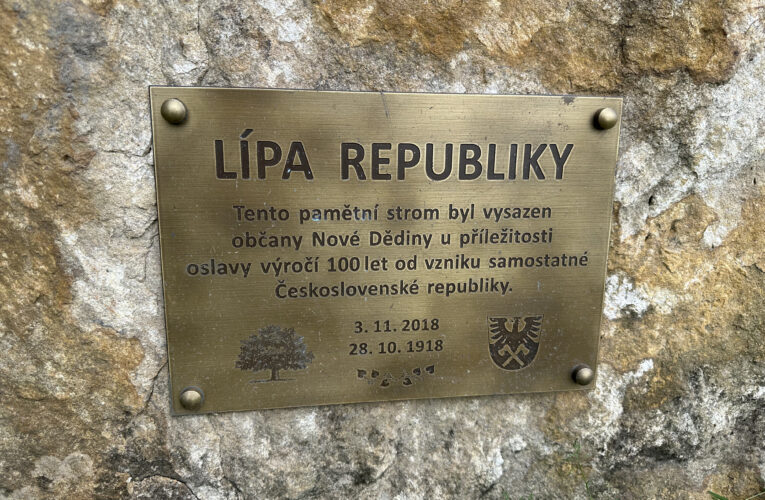 LÍPA REPUBLIKY
Tento pamětní strom byl vysazen
občany Nové Dědiny u příležitosti
oslavy výročí 100 let od vzniku samostatné
Československé republiky.
3. 11. 2018
28. 10. 1918